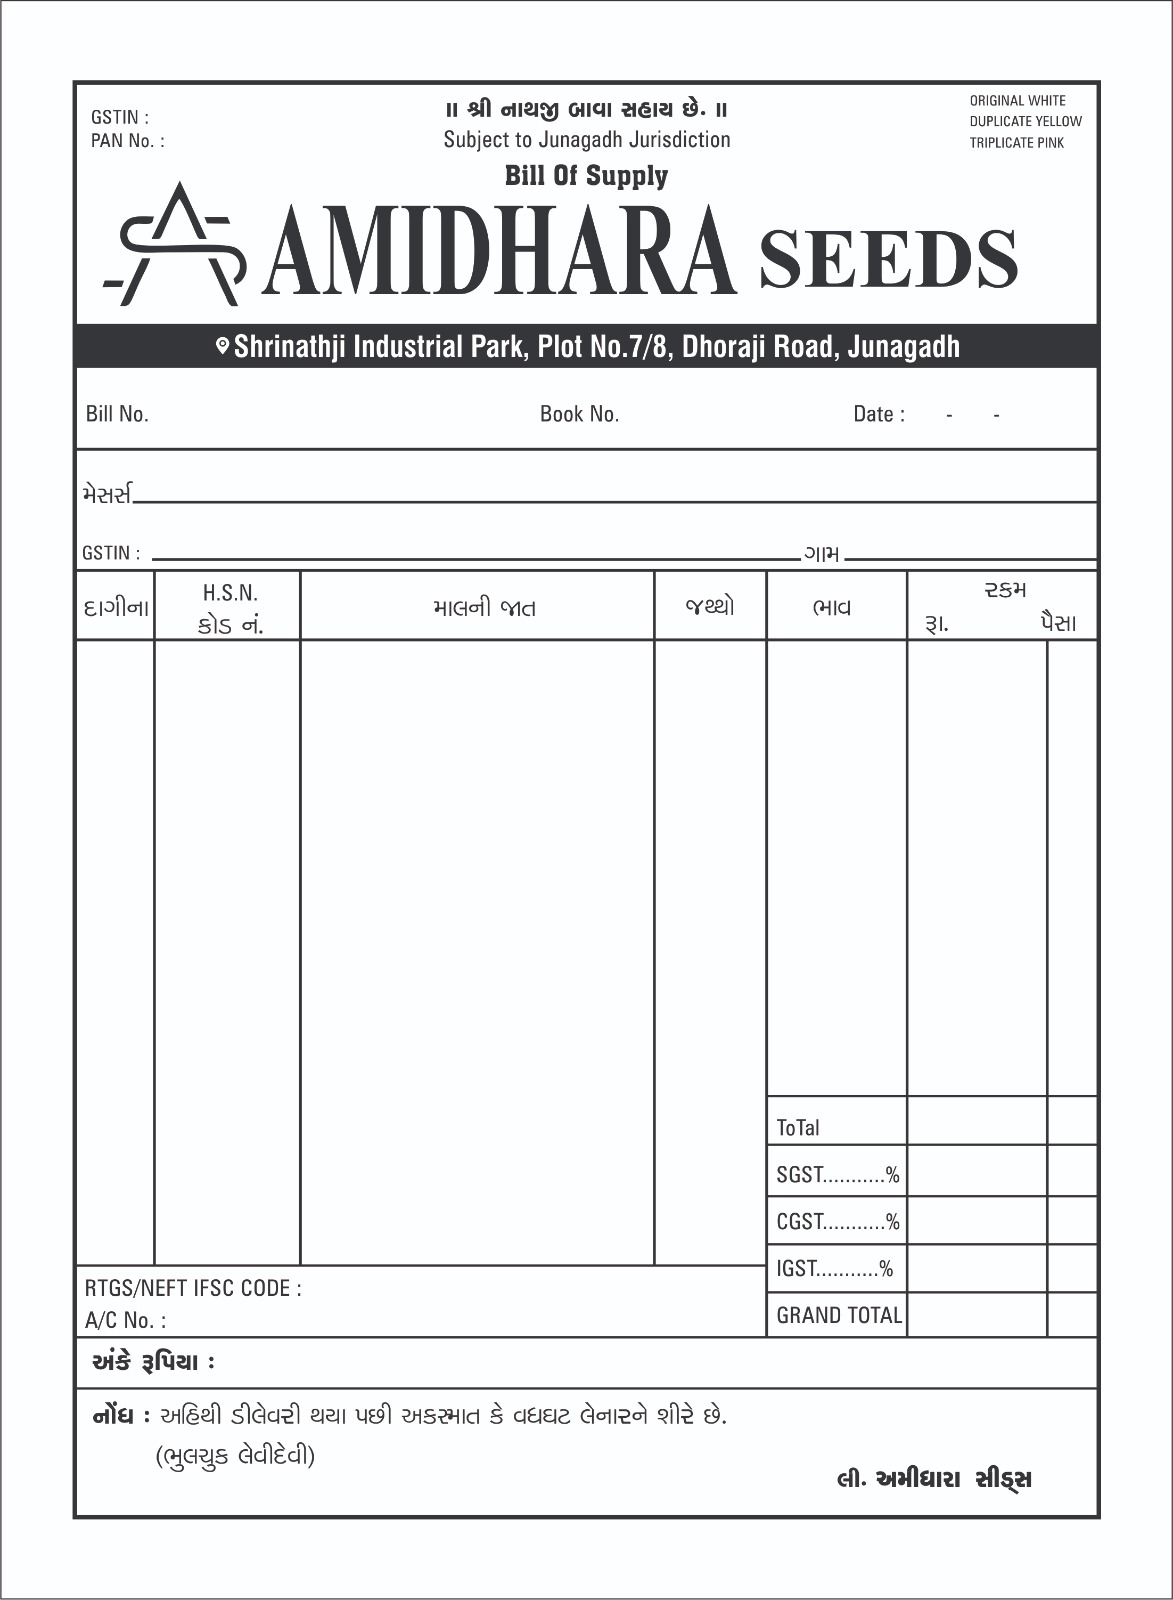 GSTIN :
PAN No. :
॥ શ્રી નાથજી બાવા સહાય છે. ॥
Subject to Junagadh Jurisdiction
Bill Of Supply
ORIGINAL WHITE
DUPLICATE YELLOW
TRIPLICATE PINK
AMIDHARA SEEDS
Shrinathji Industrial Park, Plot No.7/8, Dhoraji Road, Junagadh
Bill No. Book No. Date : - -
મેસર્સ
GSTIN : ગામ
દાગીના
H.S.N.
કોડ નં.
માલની જાત
જથ્થો
ભાવ
રકમ
રૂા. પૈસા
ToTal
SGST...........%
CGST...........%
IGST...........%
GRAND TOTAL
RTGS/NEFT IFSC CODE :
A/C No. :
અંકે રૂપિયા :
નોંધ : અહિથી ડીલેવરી થયા પછી અકસ્માત કે વધઘટ લેનારને શીરે છે.
(ભુલચુક લેવીદેવી)
લી. અમીધારા સીડ્સ